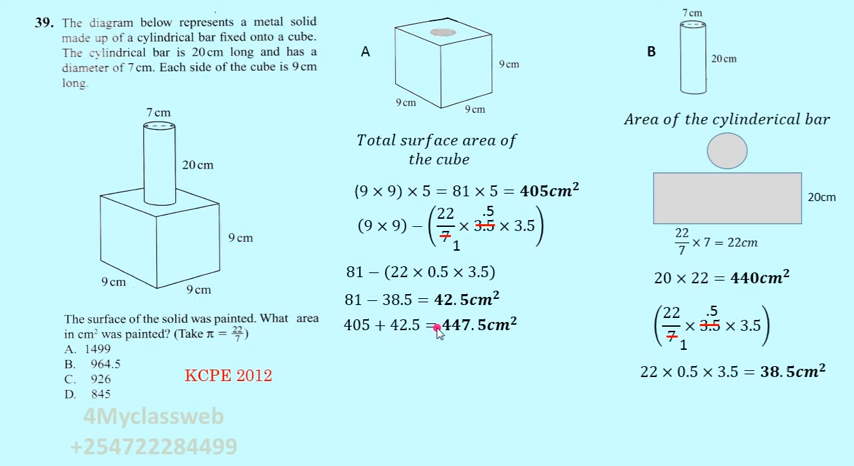 39. The diagram below represents a metal solid
made up of a cylindrical bar fixed onto a cube.
The cylindrical bar is 20cm long and has a
diameter of 7cm. Each side of the cube is 9cm
long.
7cm
20cm
9cm
9cm
9cm
The surface of the solid was painted. What area
in cm² was painted? (Take π = 22/7)
A. 1499
B. 964.5
C. 926
D. 845
KCPE 2012
4Myclassweb
+254722284499
A
9cm
9cm
9cm
Total surface area of
the cube
(9 × 9) × 5 = 81 × 5 = 405cm²
(9 × 9) − (22/7 × 3.5 × 3.5)
.5
1
81 − (22 × 0.5 × 3.5)
81 − 38.5 = 42.5cm²
405 + 42.5 = 447.5cm²
B
7cm
20cm
Area of the cylinderical bar
20cm
22/7 × 7 = 22cm
20 × 22 = 440cm²
(22/7 × 3.5 × 3.5)
.5
1
22 × 0.5 × 3.5 = 38.5cm²